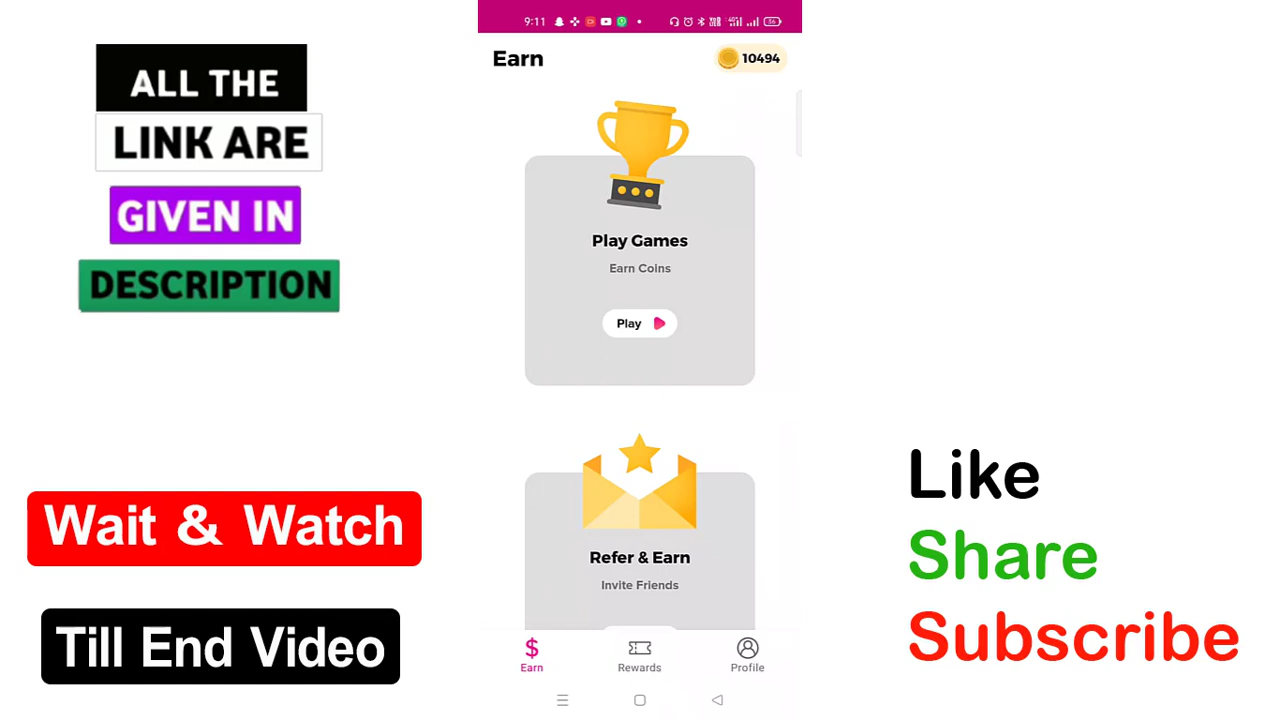 ALL THE
LINK ARE
GIVEN IN
DESCRIPTION
Wait & Watch
Till End Video
9:11
36
Earn
10494
Play Games
Earn Coins
Play
Refer & Earn
Invite Friends
Earn
Rewards
Profile
Like
Share
Subscribe